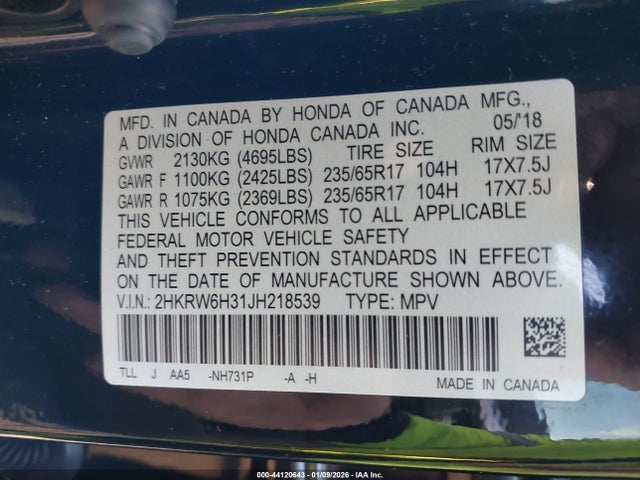 MFD. IN CANADA BY HONDA OF CANADA MFG.,
A DIVISION OF HONDA CANADA INC. 05/'18
GVWR 2130KG (4695LBS) TIRE SIZE RIM SIZE
GAWR F 1100KG (2425LBS) 235/65R17 104H 17X7.5J
GAWR R 1075KG (2369LBS) 235/65R17 104H 17X7.5J
THIS VEHICLE CONFORMS TO ALL APPLICABLE
FEDERAL MOTOR VEHICLE SAFETY
AND THEFT PREVENTION STANDARDS IN EFFECT
ON THE DATE OF MANUFACTURE SHOWN ABOVE.
V.I.N.: 2HKRW6H31JH218539 TYPE: MPV
TLL J AA5 -NH731P -A -H
MADE IN CANADA
000-44120643 - 01/09/2026 - IAA Inc.